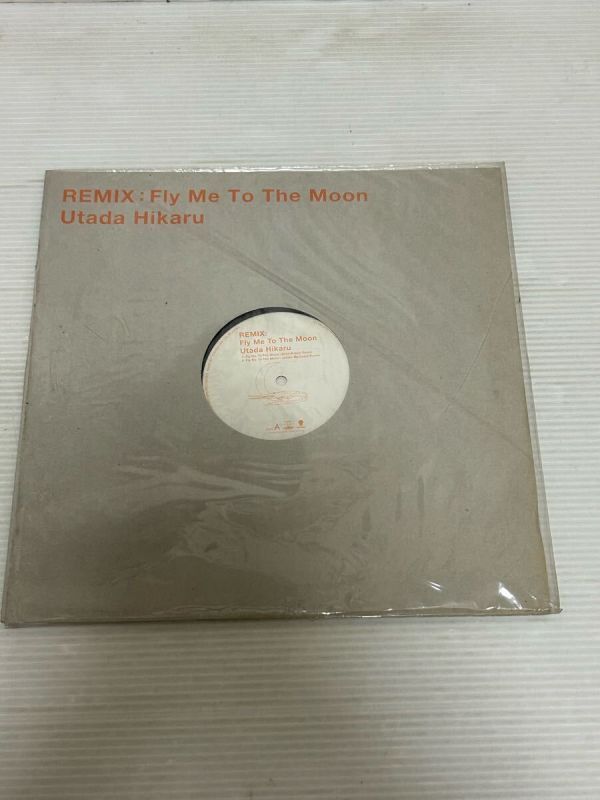 REMIX : Fly Me To The Moon
Utada Hikaru
REMIX:
Fly Me To The Moon
Utada Hikaru
A